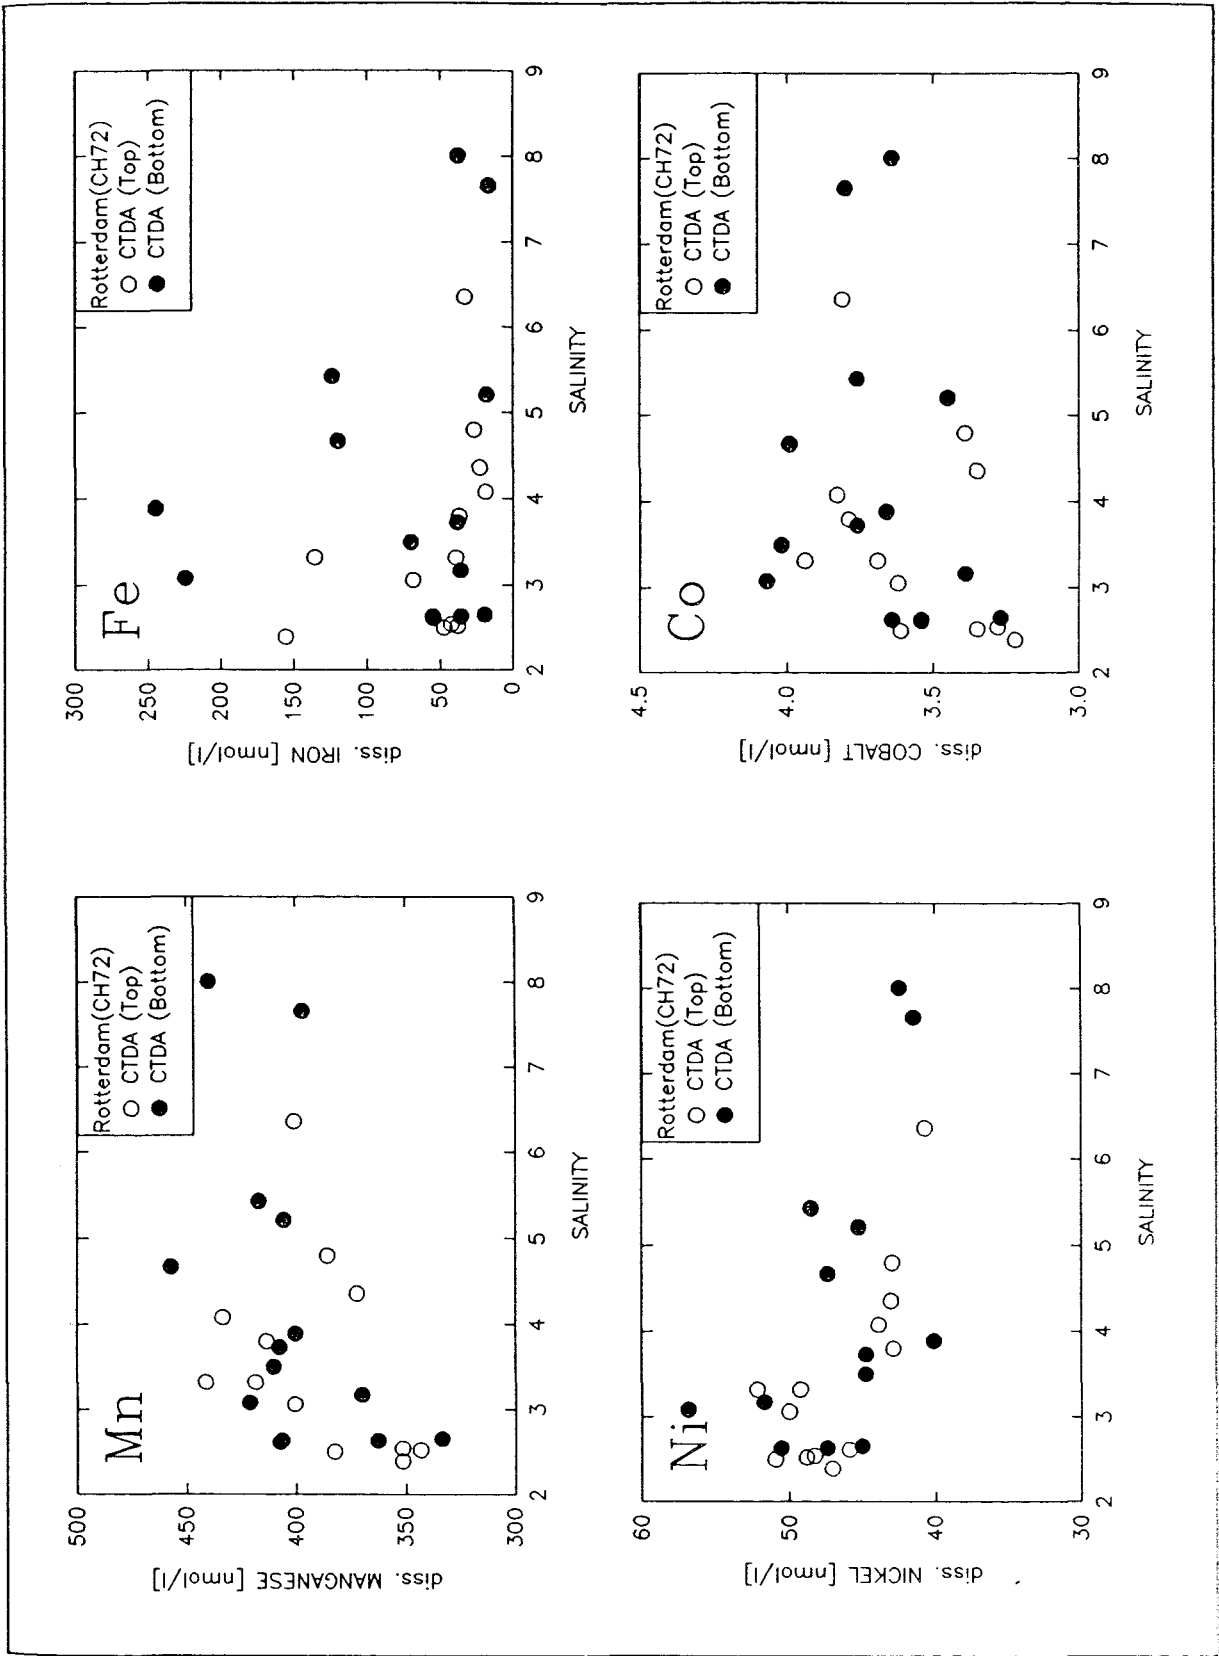 Mn
Rotterdam(CH72)
CTDA (Top)
CTDA (Bottom)
diss. MANGANESE [nmol/l]
500
450
400
350
300
2 3 4 5 6 7 8 9
SALINITY
Fe
Rotterdam(CH72)
CTDA (Top)
CTDA (Bottom)
diss. IRON [nmol/l]
300
250
200
150
100
50
0
2 3 4 5 6 7 8 9
SALINITY
Ni
Rotterdam(CH72)
CTDA (Top)
CTDA (Bottom)
diss. NICKEL [nmol/l]
60
50
40
30
2 3 4 5 6 7 8 9
SALINITY
Co
Rotterdam(CH72)
CTDA (Top)
CTDA (Bottom)
diss. COBALT [nmol/l]
4.5
4.0
3.5
3.0
2 3 4 5 6 7 8 9
SALINITY